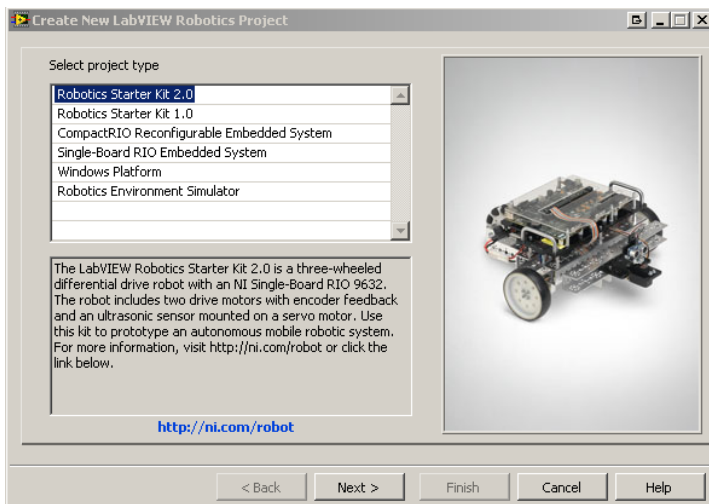 Create New LabVIEW Robotics Project
Select project type
Robotics Starter Kit 2.0
Robotics Starter Kit 1.0
CompactRIO Reconfigurable Embedded System
Single-Board RIO Embedded System
Windows Platform
Robotics Environment Simulator
The LabVIEW Robotics Starter Kit 2.0 is a three-wheeled
differential drive robot with an NI Single-Board RIO 9632.
The robot includes two drive motors with encoder feedback
and an ultrasonic sensor mounted on a servo motor. Use
this kit to prototype an autonomous mobile robotic system.
For more information, visit http://ni.com/robot or click the
link below.
http://ni.com/robot
< Back
Next >
Finish
Cancel
Help